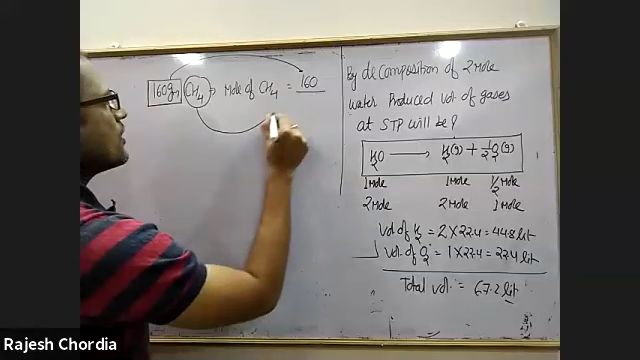 160gm CH4 → Mole of CH4 = 160
By decomposition of 2 Mole
water Produced vol. of gases
at STP will be?
H2O ⟶ H2(g) + 1/2 O2(g)
1 Mole 1 Mole 1/2 Mole
2 Mole 2 Mole 1 Mole
Vol of H2 = 2 X 22.4 = 44.8 lit
Vol. of O2 = 1 X 22.4 = 22.4 lit
Total vol. = 67.2 lit
Rajesh Chordia